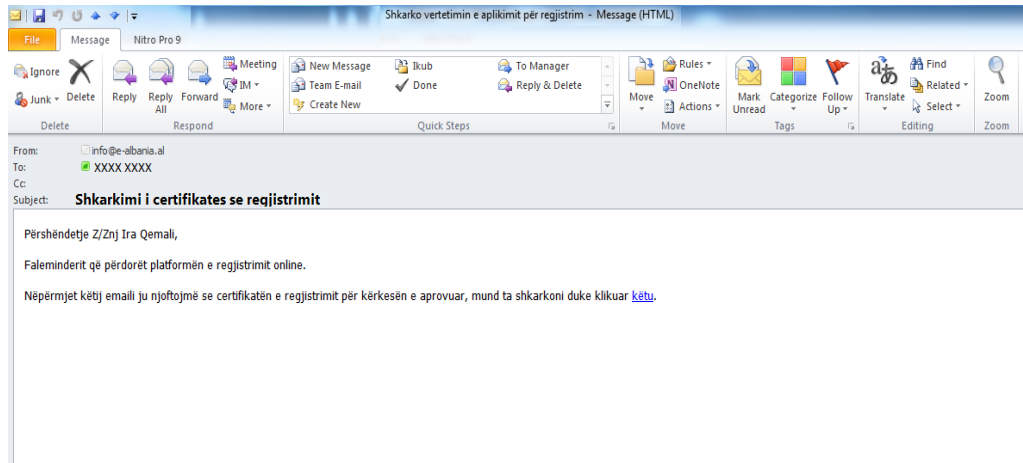 Shkarko vertetimin e aplikimit për regjistrim - Message (HTML)
File Message Nitro Pro 9
Ignore Delete Reply Reply All Forward Meeting New Message Ikub To Manager Move Rules OneNote Mark Unread Categorize Follow Up Translate Find Related Select Zoom
Junk IM More Team E-mail Done Reply & Delete Actions
Create New
Delete Respond Quick Steps Move Tags Editing Zoom
From: info@e-albania.al
To: XXXX XXXX
Cc:
Subject: Shkarkimi i certifikates se regjistrimit
Përshëndetje Z/Znj Ira Qemali,
Faleminderit që përdorët platformën e regjistrimit online.
Nëpërmjet këtij emaili ju njoftojmë se certifikatën e regjistrimit për kërkesën e aprovuar, mund ta shkarkoni duke klikuar këtu.